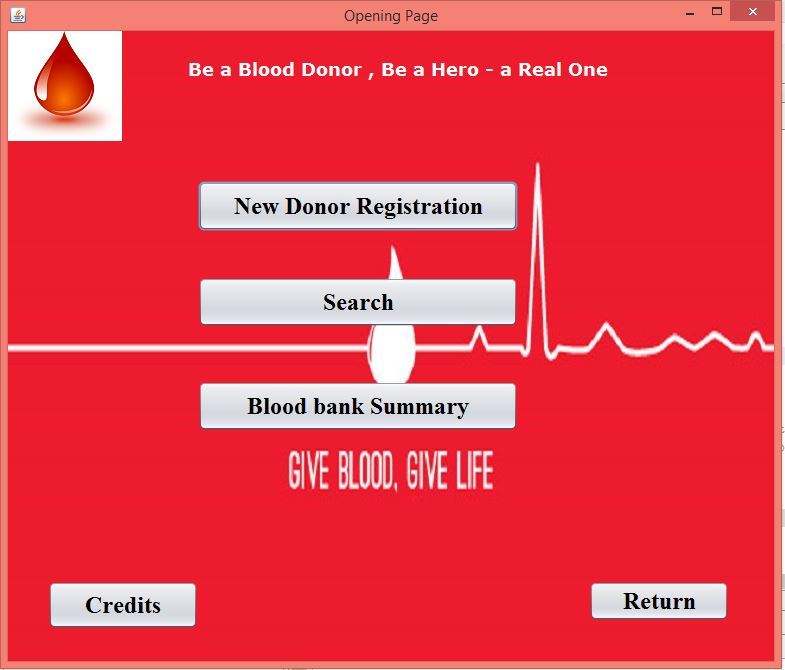 Opening Page
Be a Blood Donor , Be a Hero - a Real One
New Donor Registration
Search
Blood bank Summary
GIVE BLOOD, GIVE LIFE
Credits
Return